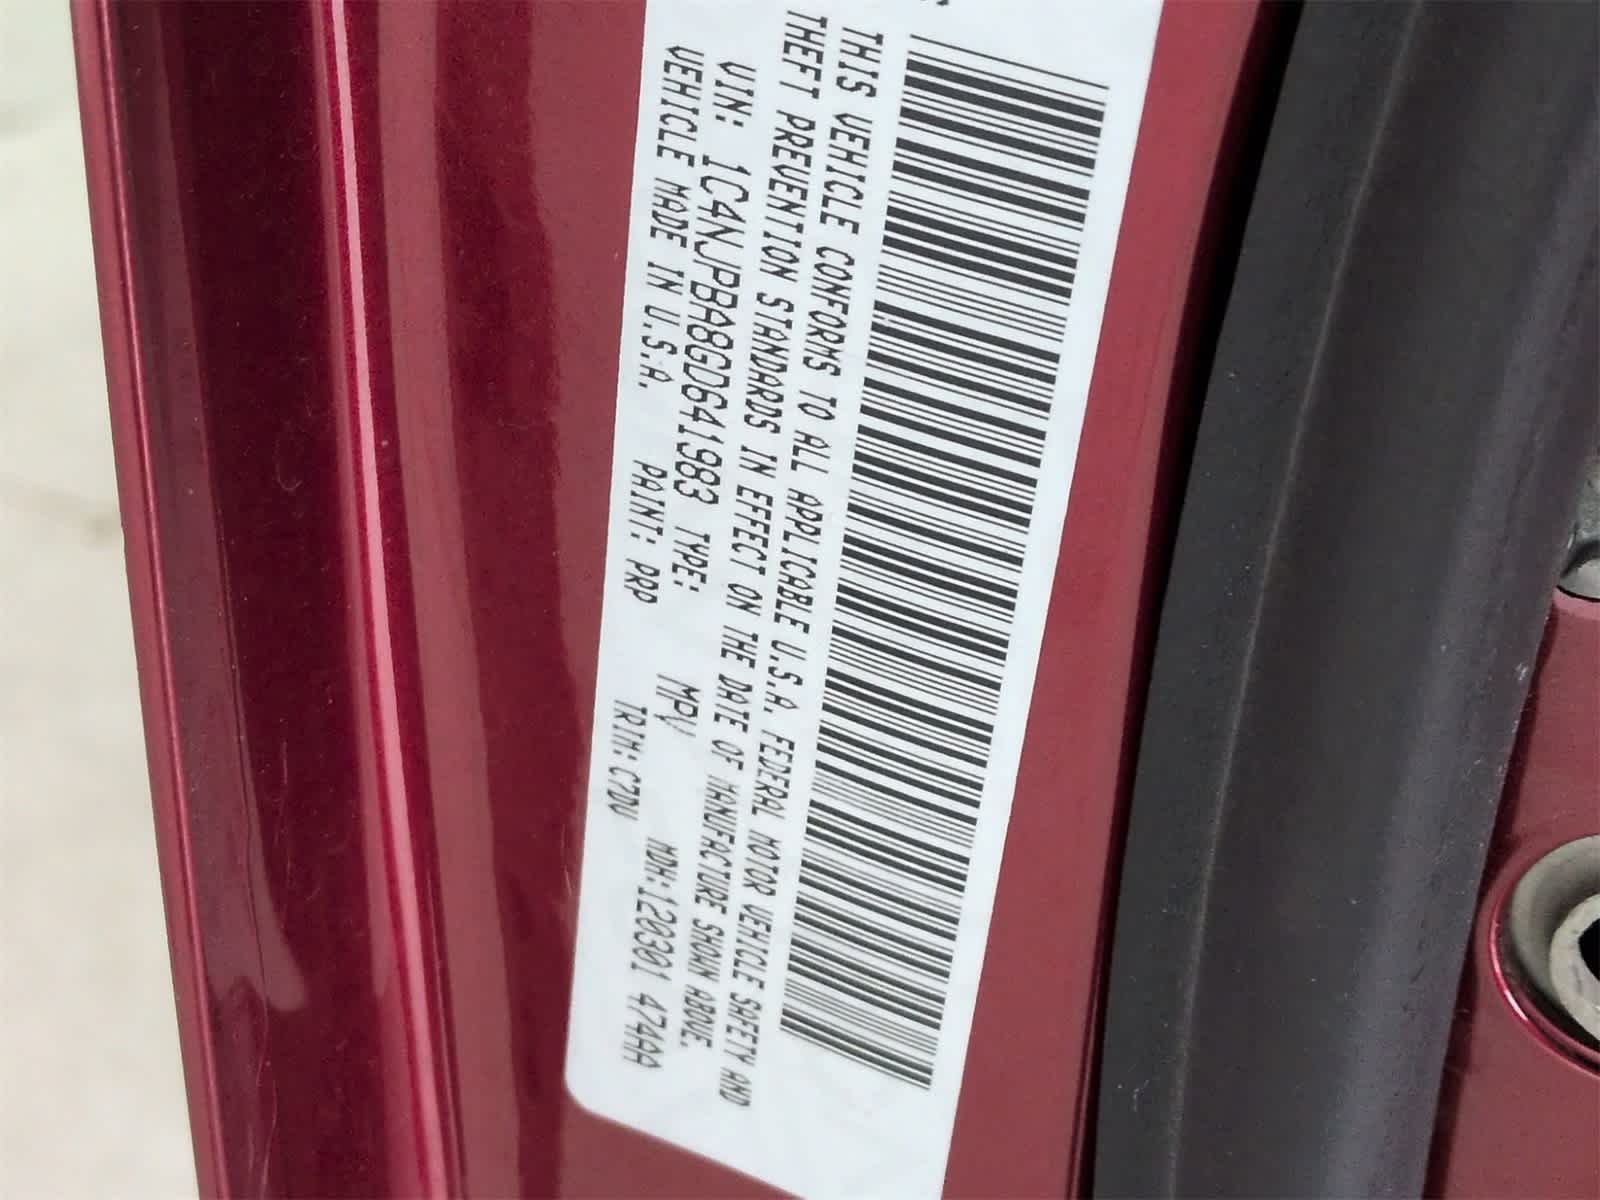 THIS VEHICLE CONFORMS TO ALL APPLICABLE U.S.A. FEDERAL MOTOR VEHICLE SAFETY AND
THEFT PREVENTION STANDARDS IN EFFECT ON THE DATE OF MANUFACTURE SHOWN ABOVE.
VIN: 1C4NJPBA8GD641983 TYPE: MPV MDH:120301 474AA
VEHICLE MADE IN U.S.A. PAINT: PRP TRIM:C7DV